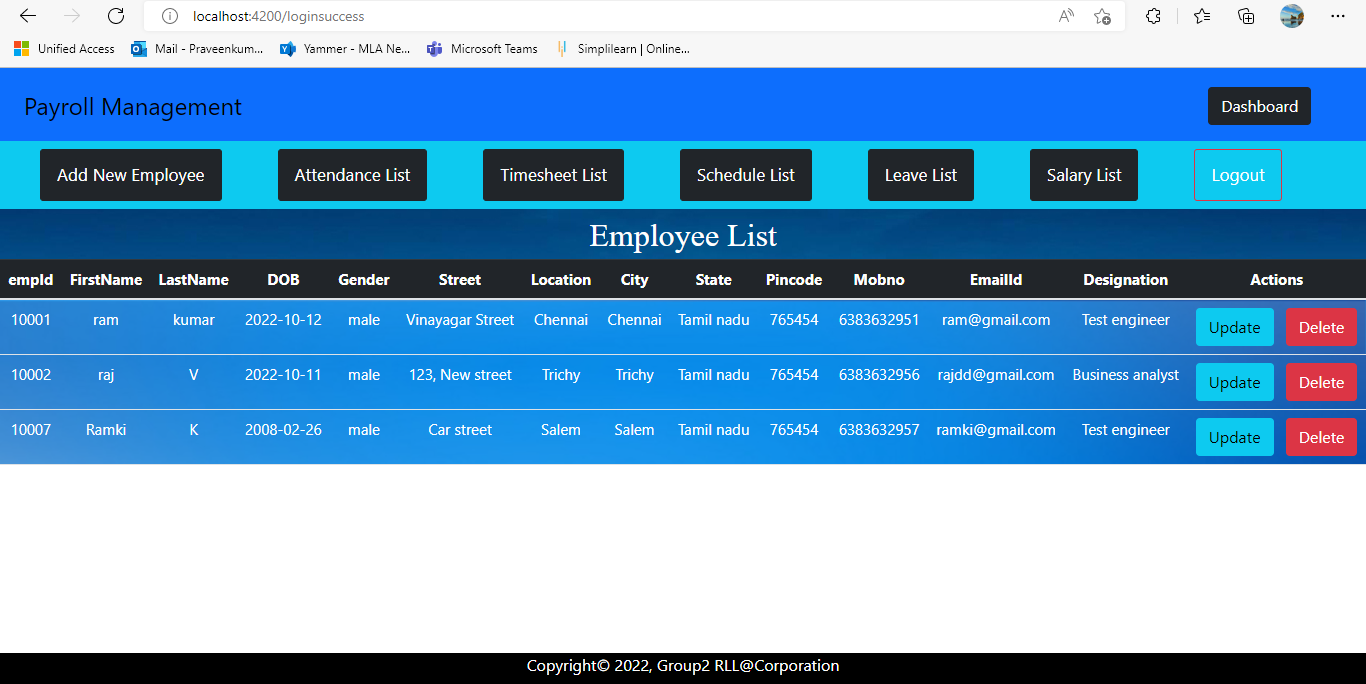 localhost:4200/loginsuccess
Unified Access Mail - Praveenkum... Yammer - MLA Ne... Microsoft Teams Simplilearn | Online...
Payroll Management Dashboard
Add New Employee Attendance List Timesheet List Schedule List Leave List Salary List Logout
Employee List
empId FirstName LastName DOB Gender Street Location City State Pincode Mobno EmailId Designation Actions
10001 ram kumar 2022-10-12 male Vinayagar Street Chennai Chennai Tamil nadu 765454 6383632951 ram@gmail.com Test engineer Update Delete
10002 raj V 2022-10-11 male 123, New street Trichy Trichy Tamil nadu 765454 6383632956 rajdd@gmail.com Business analyst Update Delete
10007 Ramki K 2008-02-26 male Car street Salem Salem Tamil nadu 765454 6383632957 ramki@gmail.com Test engineer Update Delete
Copyright© 2022, Group2 RLL@Corporation